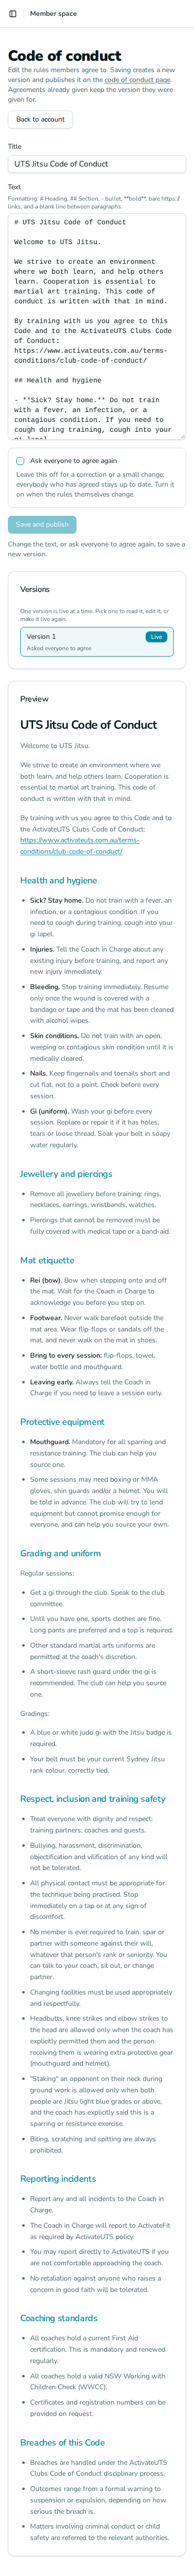 Member space
Code of conduct
Edit the rules members agree to. Saving creates a new
version and publishes it on the code of conduct page.
Agreements already given keep the version they were
given for.
Back to account
Title
UTS Jitsu Code of Conduct
Text
Formatting: # Heading, ## Section, - bullet, **bold**, bare https://
links, and a blank line between paragraphs.
# UTS Jitsu Code of Conduct
Welcome to UTS Jitsu.
We strive to create an environment
where we both learn, and help others
learn. Cooperation is essential to
martial training. This code of
conduct is written with that in mind.
By training with us you agree to this
Code and to the ActivateUTS Clubs Code
of Conduct:
https://www.activateuts.com.au/terms-
conditions/club-code-of-conduct/
## Health and hygiene
- **Sick? Stay home.** Do not train
with a fever, an infection, or a
contagious condition. If you need to
cough during training, cough into your
gi lapel.
Ask everyone to agree again
Leave this off for a correction or a small change:
everybody who has agreed stays up to date. Turn it
on when the rules themselves change.
Save and publish
Change the text, or ask everyone to agree again, to save a
new version.
Versions
One version is live at a time. Pick one to read it, edit it, or
make it live again.
Version 1
Live
Asked everyone to agree
Preview
UTS Jitsu Code of Conduct
Welcome to UTS Jitsu.
We strive to create an environment where we
both learn, and help others learn. Cooperation is
essential to martial training. This code of
conduct is written with that in mind.
By training with us you agree to this Code and to
the ActivateUTS Clubs Code of Conduct:
https://www.activateuts.com.au/terms-
conditions/club-code-of-conduct/
Health and hygiene
• Sick? Stay home. Do not train with a fever, an
infection, or a contagious condition. If you
need to cough during training, cough into your
gi lapel.
• Injuries. Tell the Coach in Charge about any
existing injury before training, and report any
new injury immediately.
• Bleeding. Stop training immediately. Resume
only once the wound is covered with a
bandage or tape and the mat has been cleaned
with alcohol wipes.
• Skin conditions. Do not train with an open,
weeping or contagious skin condition until it is
medically cleared.
• Nails. Keep fingernails and toenails short and
cut flat, not to a point. Check before every
session.
• Gi (uniform). Wash your gi before every
session. Replace or repair it if it has holes,
tears or loose thread. Soak your belt in soapy
water regularly.
Jewellery and piercings
• Remove all jewellery before training: rings,
necklaces, earrings, wristbands, watches.
• Piercings that cannot be removed must be
fully covered with medical tape or a band-aid.
Mat etiquette
• Rei (bow). Bow when stepping onto and off
the mat. Wait for the Coach in Charge to
acknowledge you before you step on.
• Footwear. Never walk barefoot outside the
mat area. Wear flip-flops or sandals off the
mat, and never walk on the mat in shoes.
• Bring to every session: flip-flops, towel,
water bottle and mouthguard.
• Leaving early. Always tell the Coach in
Charge if you need to leave a session early.
Protective equipment
• Mouthguard. Mandatory for all sparring and
resistance training. The club can help you
source one.
• Some sessions may need boxing or MMA
gloves, shin guards and/or a helmet. You will
be told in advance. The club will try to lend
equipment but cannot promise enough for
everyone, and can help you source your own.
Grading and uniform
Regular sessions:
• Get a gi through the club. Speak to the club
committee.
• Until you have one, sports clothes are fine.
Long pants are preferred and a top is required.
• Other standard martial arts uniforms are
permitted at the coach's discretion.
• A short-sleeve rash guard under the gi is
recommended. The club can help you source
one.
Gradings:
• A blue or white judo gi with the Jitsu badge is
required.
• Your belt must be your current Sydney Jitsu
rank colour, correctly tied.
Respect, inclusion and training safety
• Treat everyone with dignity and respect:
training partners, coaches and guests.
• Bullying, harassment, discrimination,
objectification and vilification of any kind will
not be tolerated.
• All physical contact must be appropriate for
the technique being practised. Stop
immediately on a tap or at any sign of
discomfort.
• No member is ever required to train, spar or
partner with someone against their will,
whatever that person's rank or seniority. You
can talk to your coach, sit out, or change
partner.
• Changing facilities must be used appropriately
and respectfully.
• Headbutts, knee strikes and elbow strikes to
the head are allowed only when the coach has
explicitly permitted them and the person
receiving them is wearing extra protective gear
(mouthguard and helmet).
• "Staking" an opponent on their neck during
ground work is allowed only when both
people are Jitsu light blue grades or above,
and the coach has explicitly said this is a
sparring or resistance exercise.
• Biting, scratching and spitting are always
prohibited.
Reporting incidents
• Report any and all incidents to the Coach in
Charge.
• The Coach in Charge will report to ActivateFit
as required by ActivateUTS policy.
• You may report directly to ActivateUTS if you
are not comfortable approaching the coach.
• No retaliation against anyone who raises a
concern in good faith will be tolerated.
Coaching standards
• All coaches hold a current First Aid
certification. This is mandatory and renewed
regularly.
• All coaches hold a valid NSW Working with
Children Check (WWCC).
• Certificates and registration numbers can be
provided on request.
Breaches of this Code
• Breaches are handled under the ActivateUTS
Clubs Code of Conduct disciplinary process.
• Outcomes range from a formal warning to
suspension or expulsion, depending on how
serious the breach is.
• Matters involving criminal conduct or child
safety are referred to the relevant authorities.